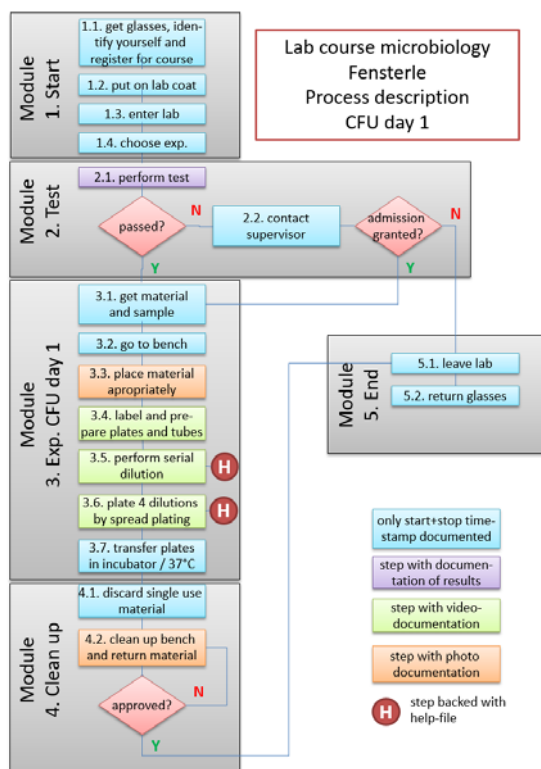 Lab course microbiology
Fensterle
Process description
CFU day 1
Module
1. Start
1.1. get glasses, iden-
tify yourself and
register for course
1.2. put on lab coat
1.3. enter lab
1.4. choose exp.
Module
2. Test
2.1. perform test
passed?
N
Y
2.2. contact
supervisor
admission
granted?
N
Y
Module
3. Exp. CFU day 1
3.1. get material
and sample
3.2. go to bench
3.3. place material
apropriately
3.4. label and pre-
pare plates and tubes
3.5. perform serial
dilution
H
3.6. plate 4 dilutions
by spread plating
H
3.7. transfer plates
in incubator / 37°C
Module
4. Clean up
4.1. discard single use
material
4.2. clean up bench
and return material
approved?
N
Y
Module
5. End
5.1. leave lab
5.2. return glasses
only start+stop time-
stamp documented
step with documen-
tation of results
step with video-
documentation
step with photo
documentation
H
step backed with
help-file